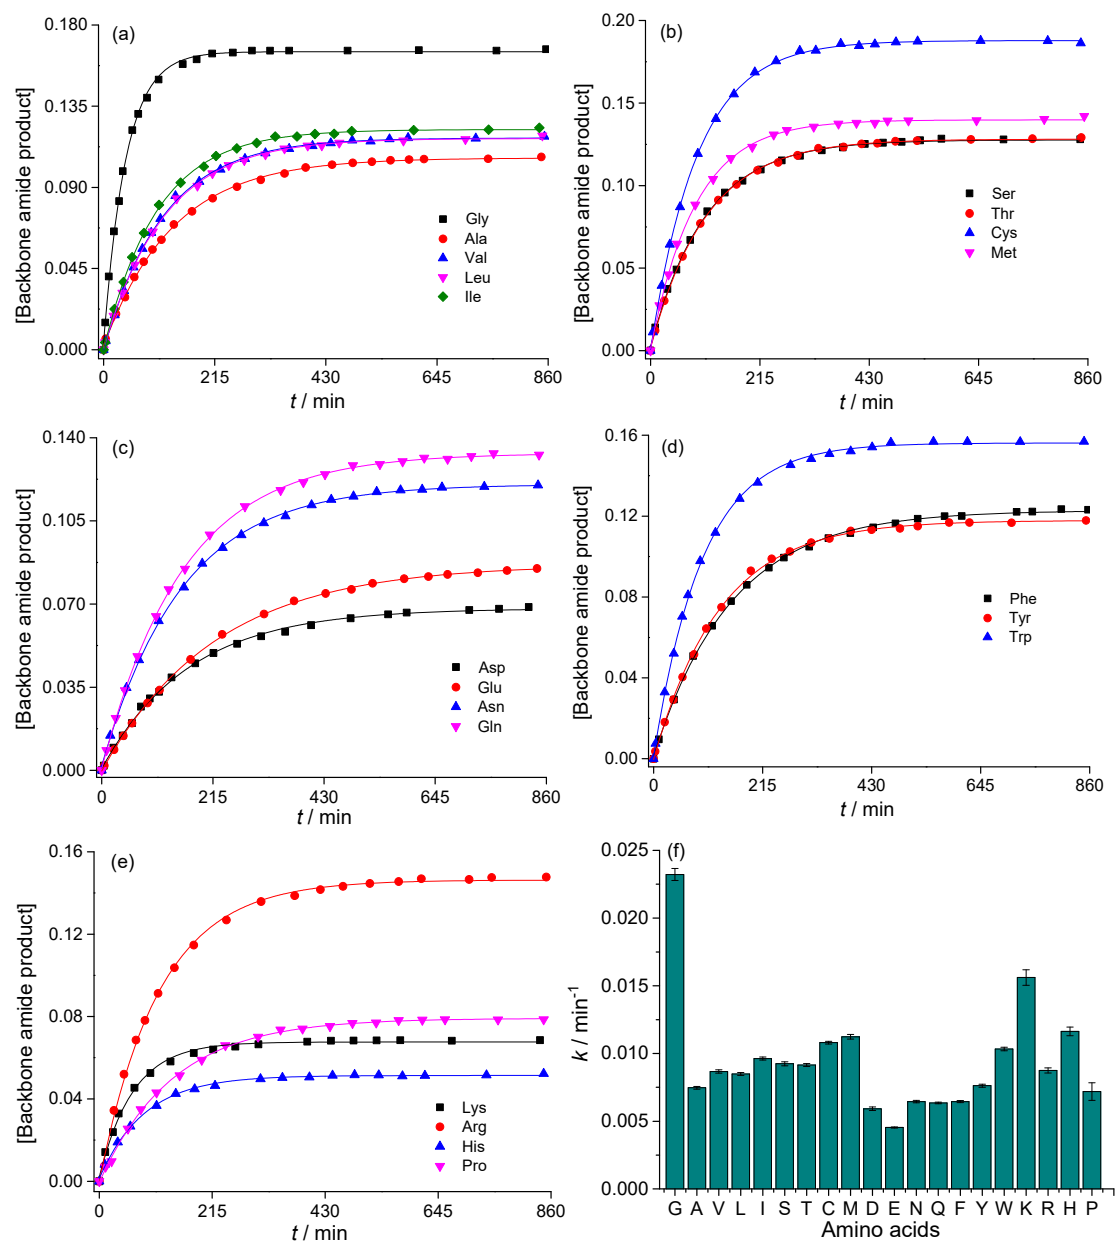 (a)
[Backbone amide product]
0.180
0.135
0.090
0.045
0.000
Gly
Ala
Val
Leu
Ile
0 215 430 645 860
t / min
(b)
[Backbone amide product]
0.20
0.15
0.10
0.05
0.00
Ser
Thr
Cys
Met
0 215 430 645 860
t / min
(c)
[Backbone amide product]
0.140
0.105
0.070
0.035
0.000
Asp
Glu
Asn
Gln
0 215 430 645 860
t / min
(d)
[Backbone amide product]
0.16
0.12
0.08
0.04
0.00
Phe
Tyr
Trp
0 215 430 645 860
t / min
(e)
[Backbone amide product]
0.16
0.12
0.08
0.04
0.00
Lys
Arg
His
Pro
0 215 430 645 860
t / min
(f)
k / min⁻¹
0.025
0.020
0.015
0.010
0.005
0.000
G A V L I S T C M D E N Q F Y W K R H P
Amino acids